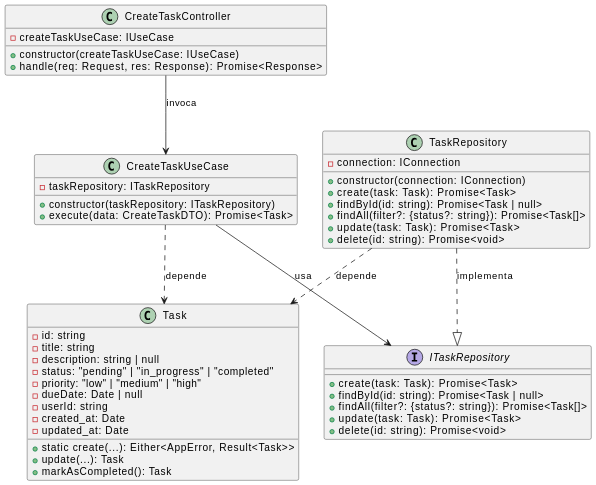 C CreateTaskController
createTaskUseCase: IUseCase
constructor(createTaskUseCase: IUseCase)
handle(req: Request, res: Response): Promise<Response>
invoca
C CreateTaskUseCase
taskRepository: ITaskRepository
constructor(taskRepository: ITaskRepository)
execute(data: CreateTaskDTO): Promise<Task>
C TaskRepository
connection: IConnection
constructor(connection: IConnection)
create(task: Task): Promise<Task>
findById(id: string): Promise<Task | null>
findAll(filter?: {status?: string}): Promise<Task[]>
update(task: Task): Promise<Task>
delete(id: string): Promise<void>
depende
usa
depende
implementa
C Task
id: string
title: string
description: string | null
status: "pending" | "in_progress" | "completed"
priority: "low" | "medium" | "high"
dueDate: Date | null
userId: string
created_at: Date
updated_at: Date
static create(...): Either<AppError, Result<Task>>
update(...): Task
markAsCompleted(): Task
I ITaskRepository
create(task: Task): Promise<Task>
findById(id: string): Promise<Task | null>
findAll(filter?: {status?: string}): Promise<Task[]>
update(task: Task): Promise<Task>
delete(id: string): Promise<void>